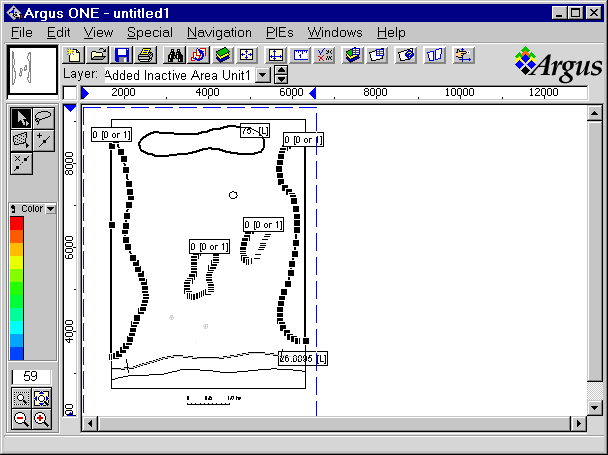 Argus ONE - untitled1
File Edit View Special Navigation PIEs Windows Help
Layer: Added Inactive Area Unit1
Argus
2000 4000 6000 8000 10000 12000
0 [0 or 1]
75. [L]
0 [0 or 1]
8000
0 [0 or 1]
0 [0 or 1]
6000
Color
4000
26.0095 [L]
59